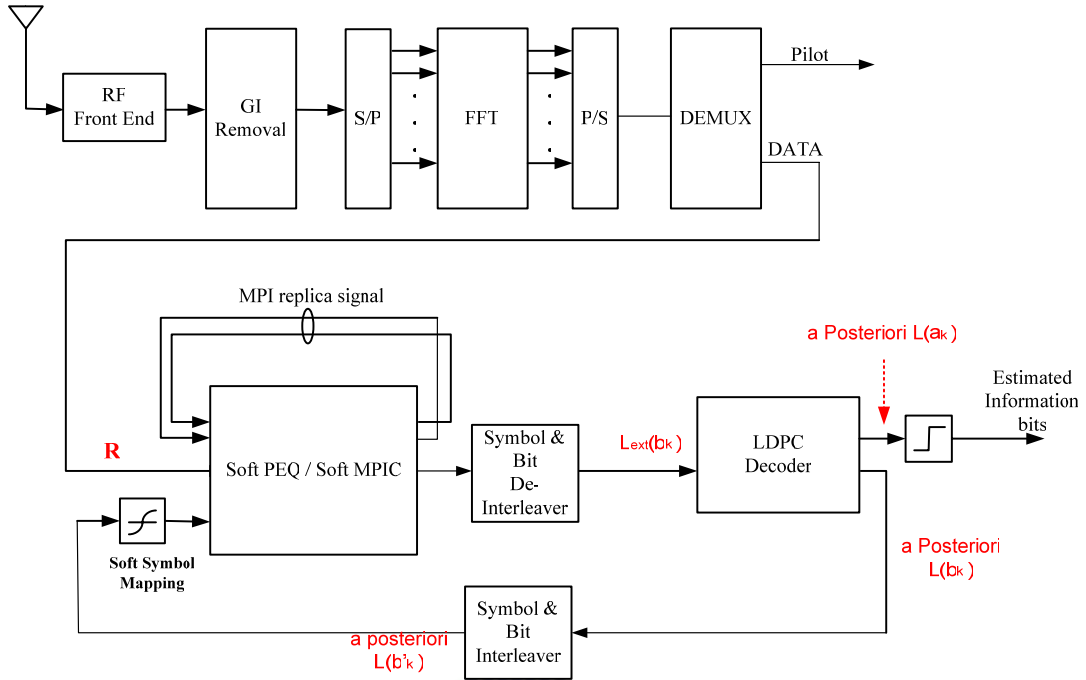 RF
Front End
GI
Removal
S/P
FFT
P/S
DEMUX
Pilot
DATA
MPI replica signal
R
Soft PEQ / Soft MPIC
Soft Symbol
Mapping
Symbol &
Bit
De-
Interleaver
Lext(bk)
LDPC
Decoder
a Posteriori L(ak)
Estimated
Information
bits
a Posteriori
L(bk)
Symbol &
Bit
Interleaver
a posteriori
L(b'k)